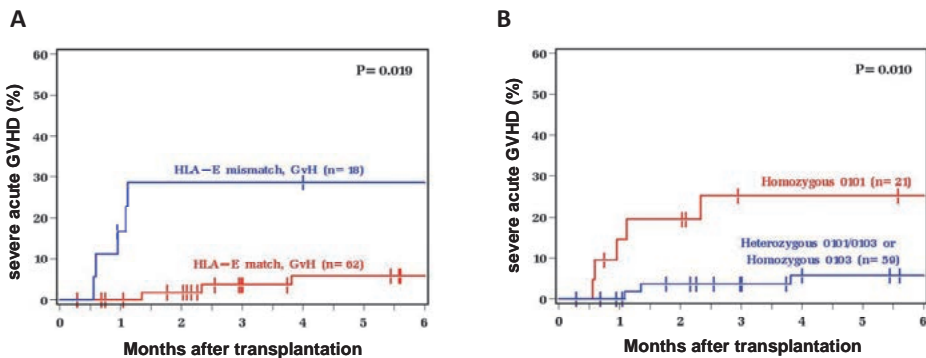 A
severe acute GVHD (%)
60
50
40
30
20
10
0
P= 0.019
HLA-E mismatch, GvH (n= 18)
HLA-E match, GvH (n= 62)
0 1 2 3 4 5 6
Months after transplantation
B
severe acute GVHD (%)
60
50
40
30
20
10
0
P= 0.010
Homozygous 0101 (n= 21)
Heterozygous 0101/0103 or
Homozygous 0103 (n= 59)
0 1 2 3 4 5 6
Months after transplantation